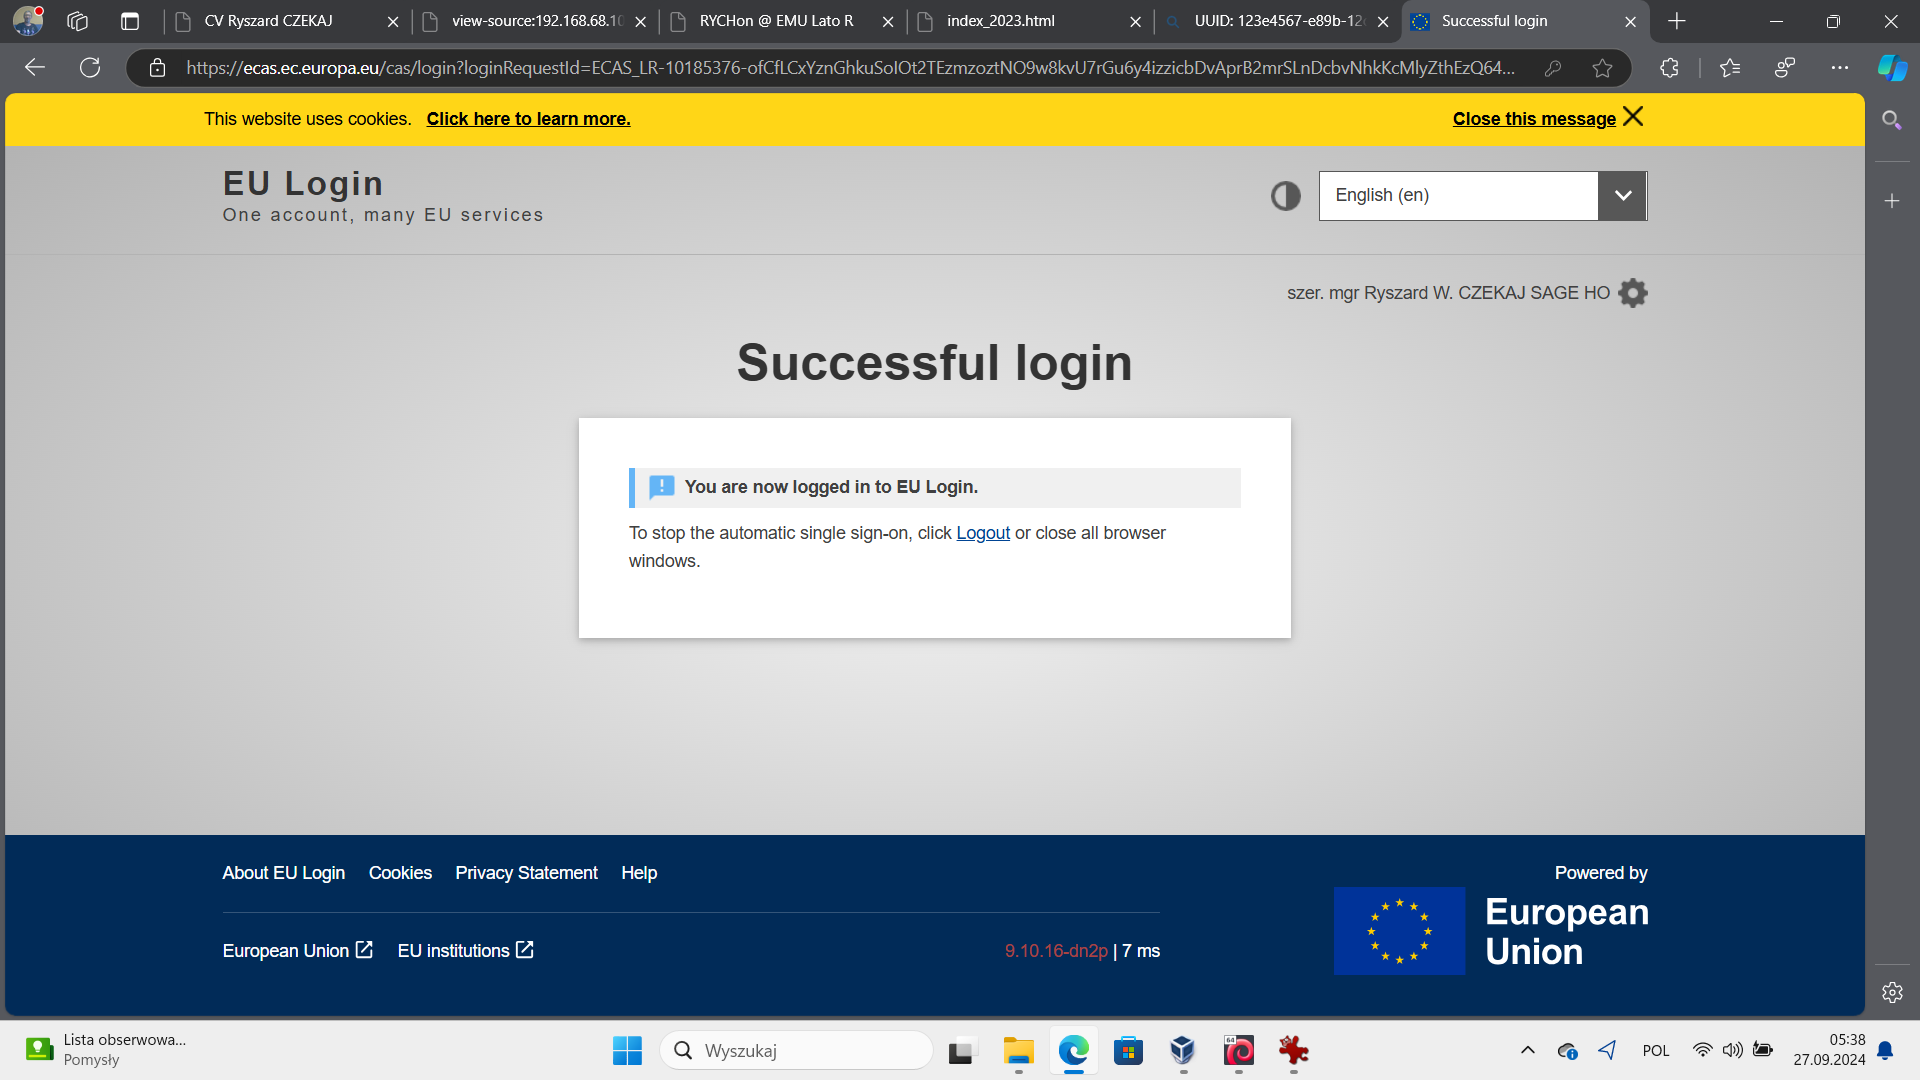 CV Ryszard CZEKAJ
view-source:192.168.68.10
RYCHon @ EMU Lato R
index_2023.html
UUID: 123e4567-e89b-12
Successful login
https://ecas.ec.europa.eu/cas/login?loginRequestId=ECAS_LR-10185376-ofCfLCxYznGhkuSoIOt2TEzmzoztNO9w8kvU7rGu6y4izzicbDvAprB2mrSLnDcbvNhkKcMlyZthEzQ64...
This website uses cookies. Click here to learn more.
Close this message
EU Login
One account, many EU services
English (en)
szer. mgr Ryszard W. CZEKAJ SAGE HO
Successful login
You are now logged in to EU Login.
To stop the automatic single sign-on, click Logout or close all browser
windows.
About EU Login Cookies Privacy Statement Help
Powered by
European
Union
European Union EU institutions 9.10.16-dn2p | 7 ms
Lista obserwowa...
Pomysły
Wyszukaj
64
POL
05:38
27.09.2024